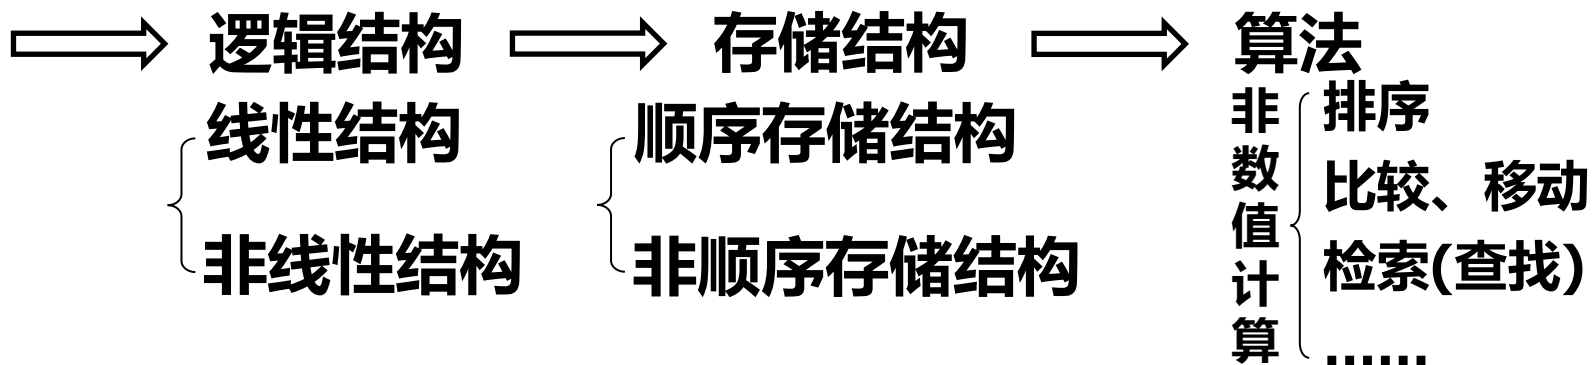 逻辑结构
线性结构
非线性结构
存储结构
顺序存储结构
非顺序存储结构
算法
非数值计算
排序
比较、移动
检索(查找)
······